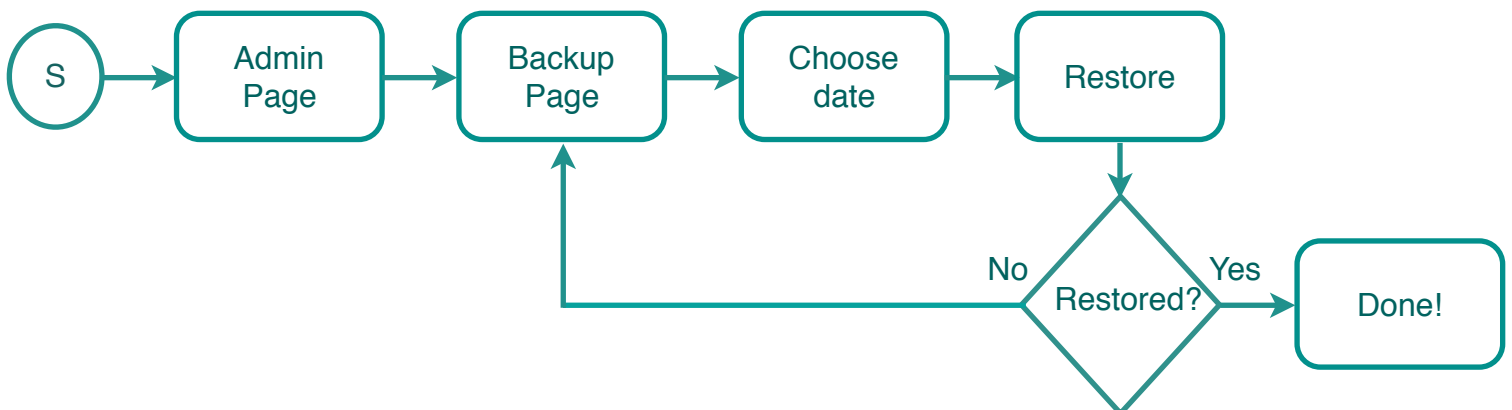 S
Admin
Page
Backup
Page
Choose
date
Restore
No
Yes
Restored?
Done!